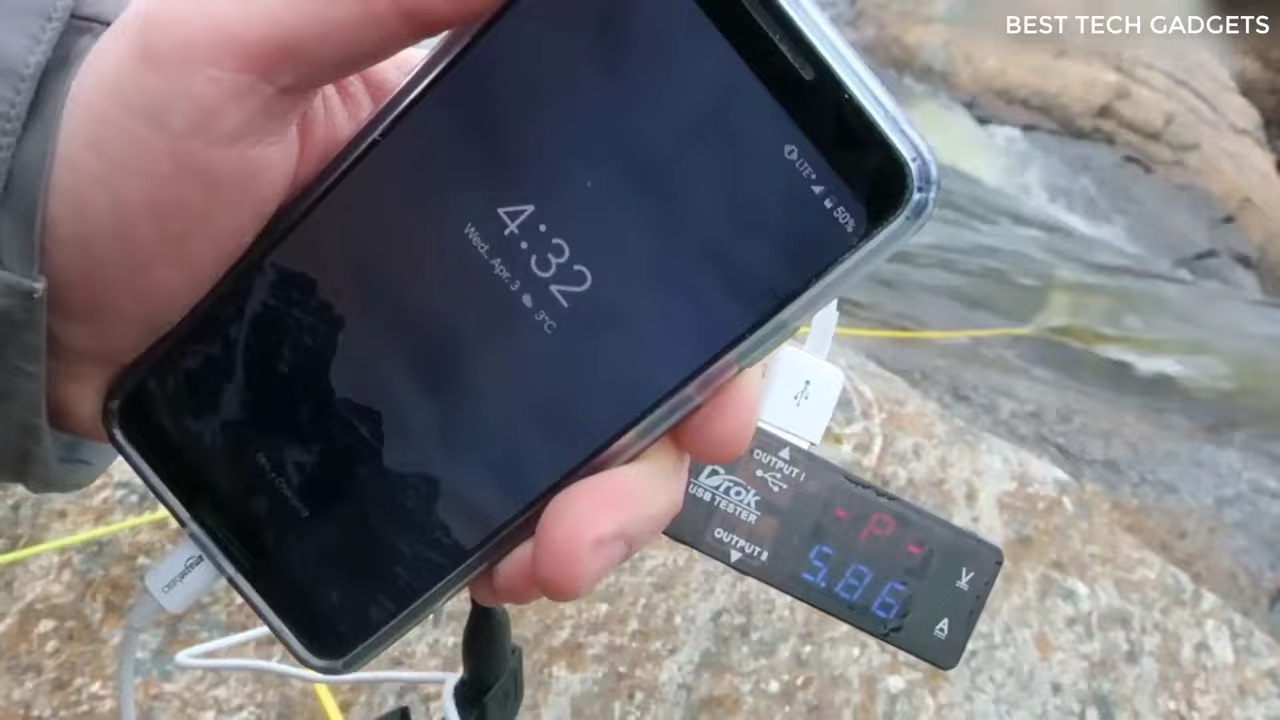 BEST TECH GADGETS
LTE+ 50%
4:32
Wed., Apr. 3 3°C
OUTPUT I
Drok
USB TESTER
OUTPUT II
-P-
5.86
V
A